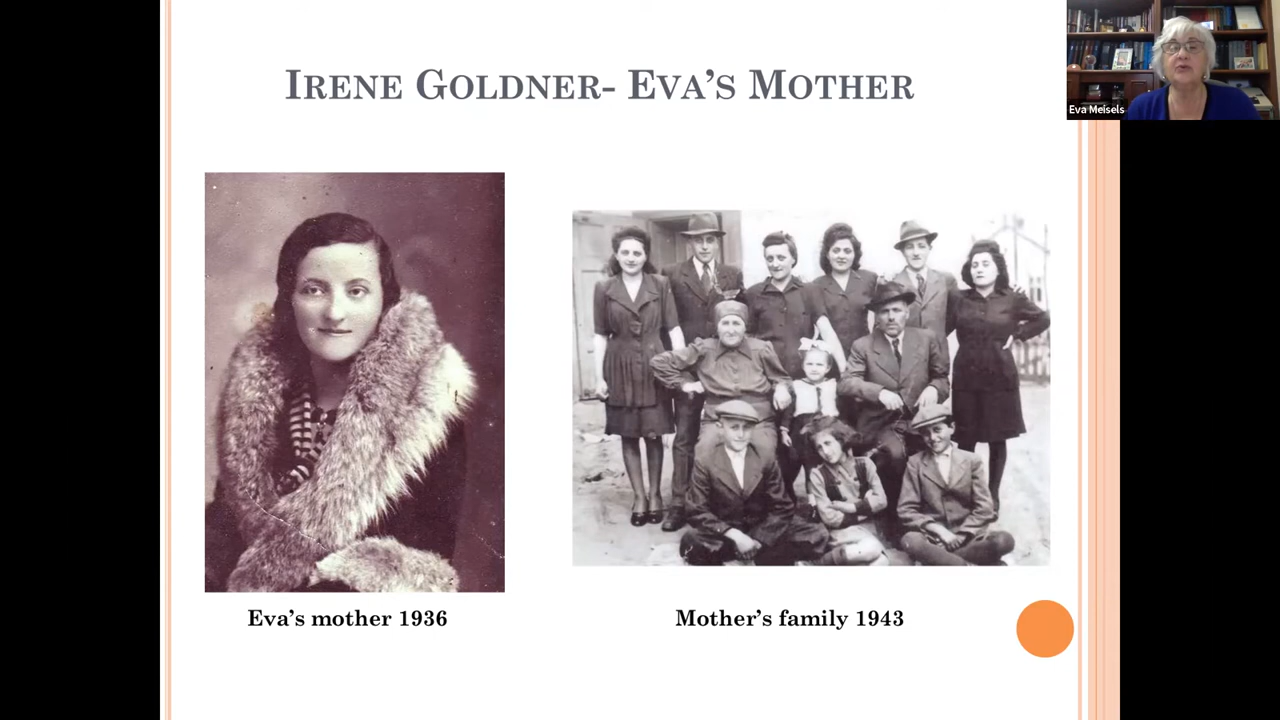 Irene Goldner- Eva's Mother
Eva Meisels
Eva's mother 1936
Mother's family 1943